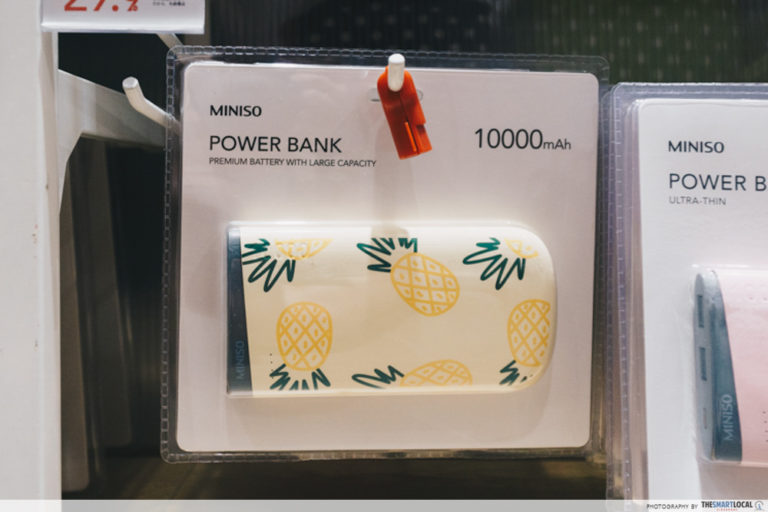 MINISO
POWER BANK
PREMIUM BATTERY WITH LARGE CAPACITY
10000mAh
MINISO
MINISO
POWER B
ULTRA-THIN
MINISO
PHOTOGRAPHY BY THESMARTLOCAL